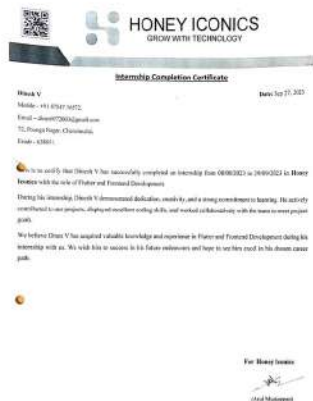 HONEY ICONICS
GROW WITH TECHNOLOGY
Internship Completion Certificate
Dinesh V
Date: Sep 27, 2023
Mobile - +91
Email -
72, Nagar,
Erode - 638
is to certify that Dinesh V has successfully completed an internship from 08/08/2023 to in Honey
Iconics with the role of Flutter and Frontend Development
During his internship, Dinesh V demonstrated dedication, creativity, and a strong commitment to learning. He actively
contributed to our projects, displayed excellent coding skills, and worked collaboratively with the team to meet project
goals.
We believe Dinesh V has acquired valuable knowledge and experience in Flutter and Frontend Development during his
internship with us. We wish him to success in his future endeavours and hope to see him excel in his dream career
path.
For Honey Iconics